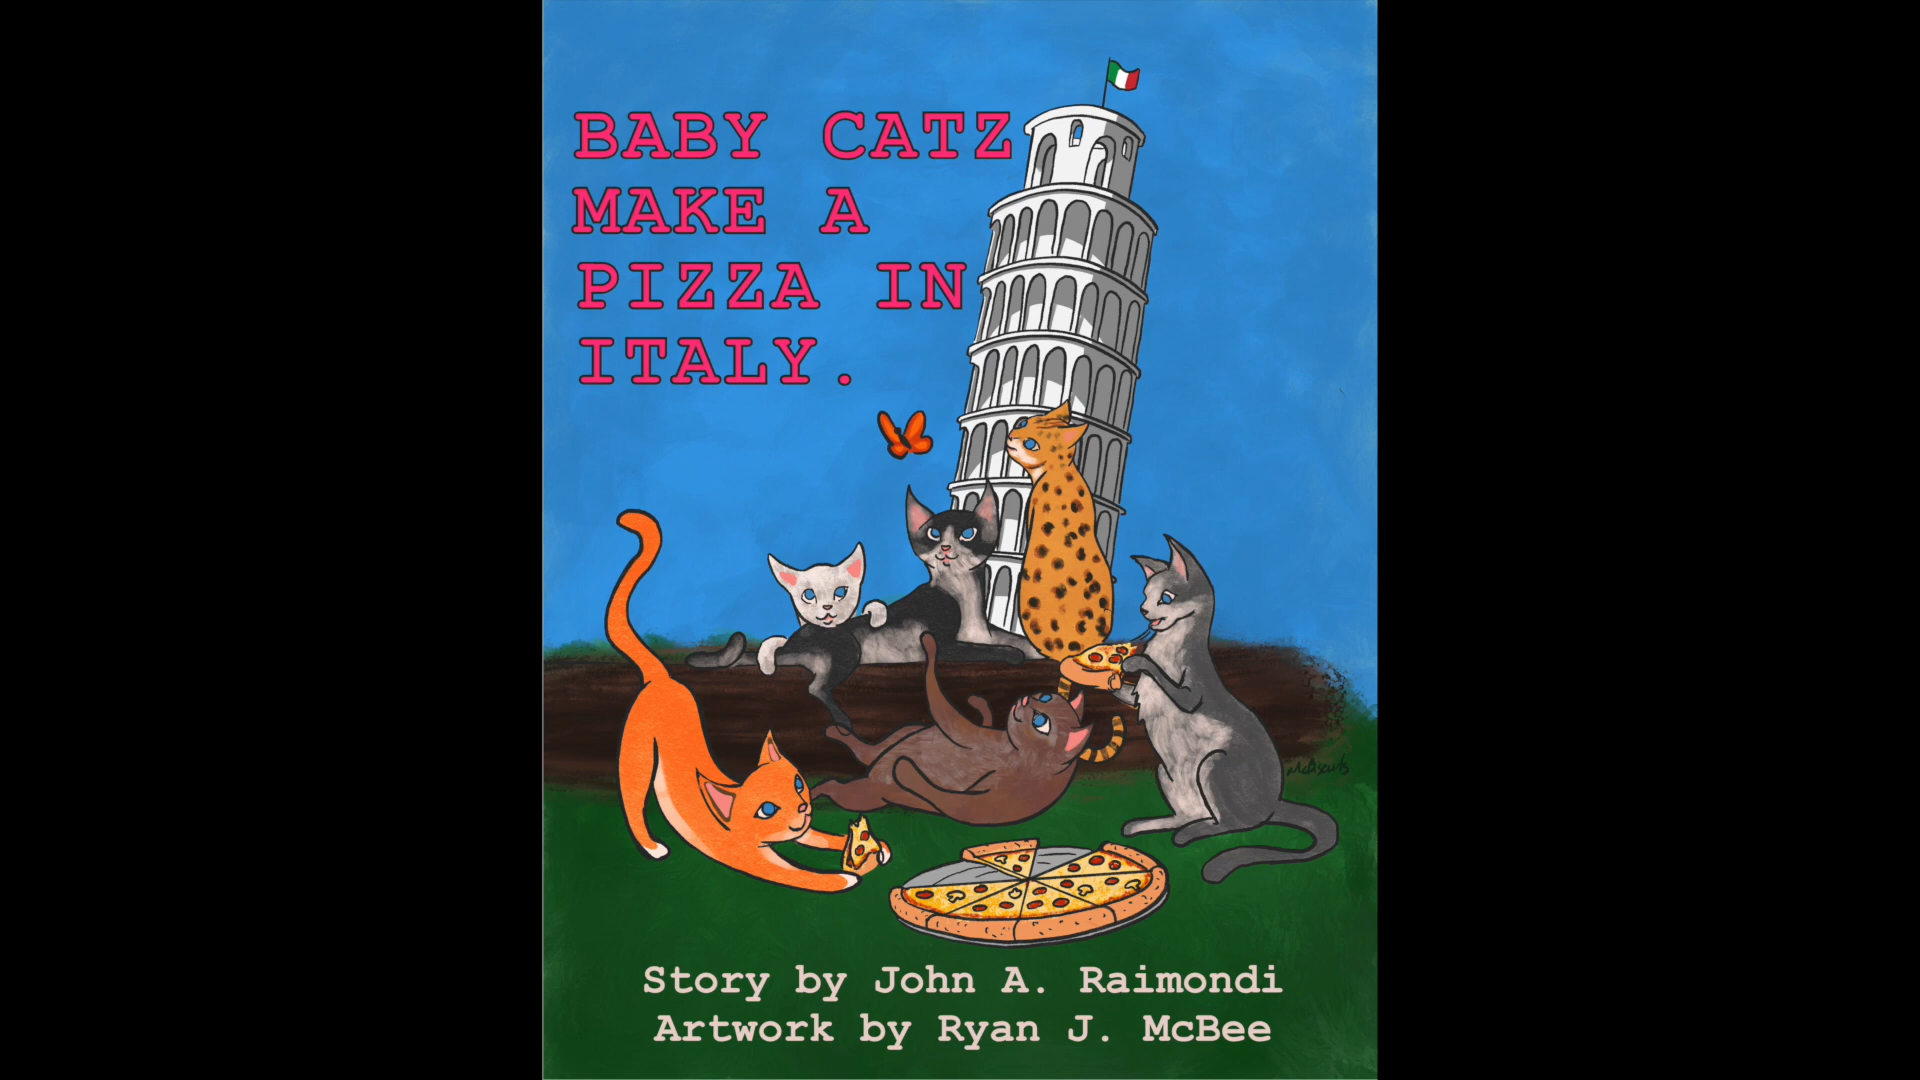 BABY CATZ
MAKE A
PIZZA IN
ITALY.
Story by John A. Raimondi
Artwork by Ryan J. McBee